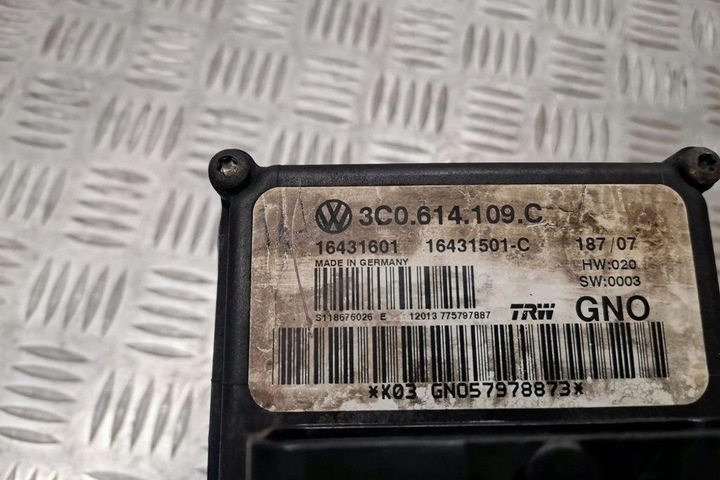 3C0.614.109.C
16431601 16431501-C 187/07
MADE IN GERMANY HW:020
SW:0003
S118676026 E 12013 775797887 TRW GNO
*K03 GNO57978873*